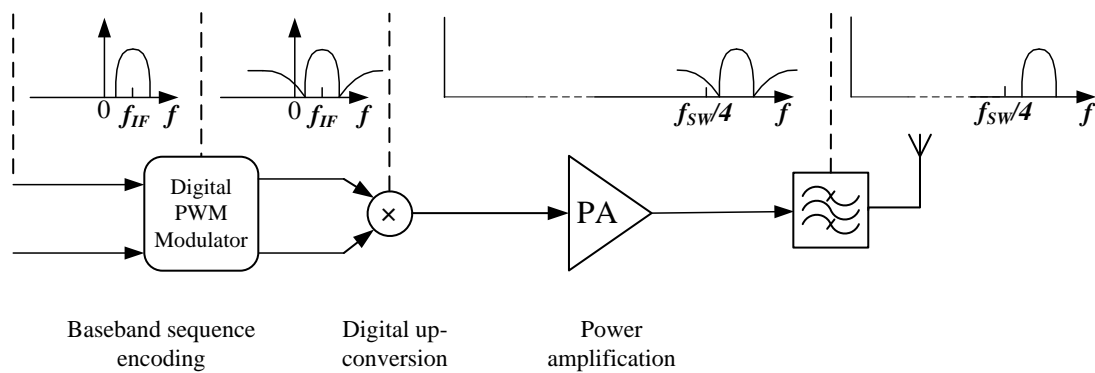 0 f_IF f
0 f_IF f
f_SW/4
f
f_SW/4
f
Digital
PWM
Modulator
×
PA
Baseband sequence
encoding
Digital up-
conversion
Power
amplification